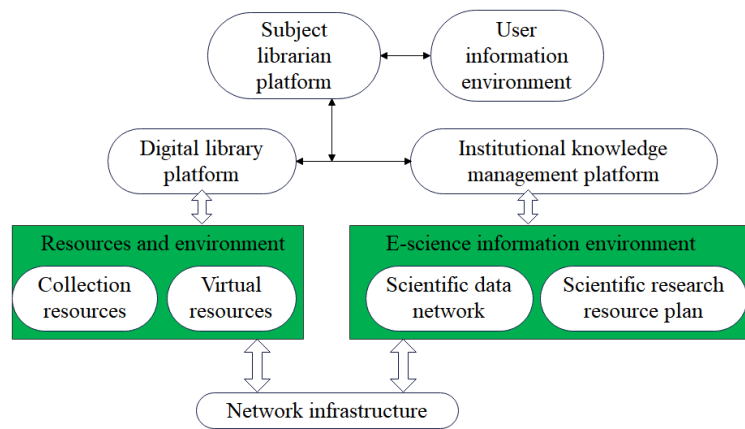 Subject
librarian
platform
User
information
environment
Digital library
platform
Institutional knowledge
management platform
Resources and environment
Collection
resources
Virtual
resources
E-science information environment
Scientific data
network
Scientific research
resource plan
Network infrastructure